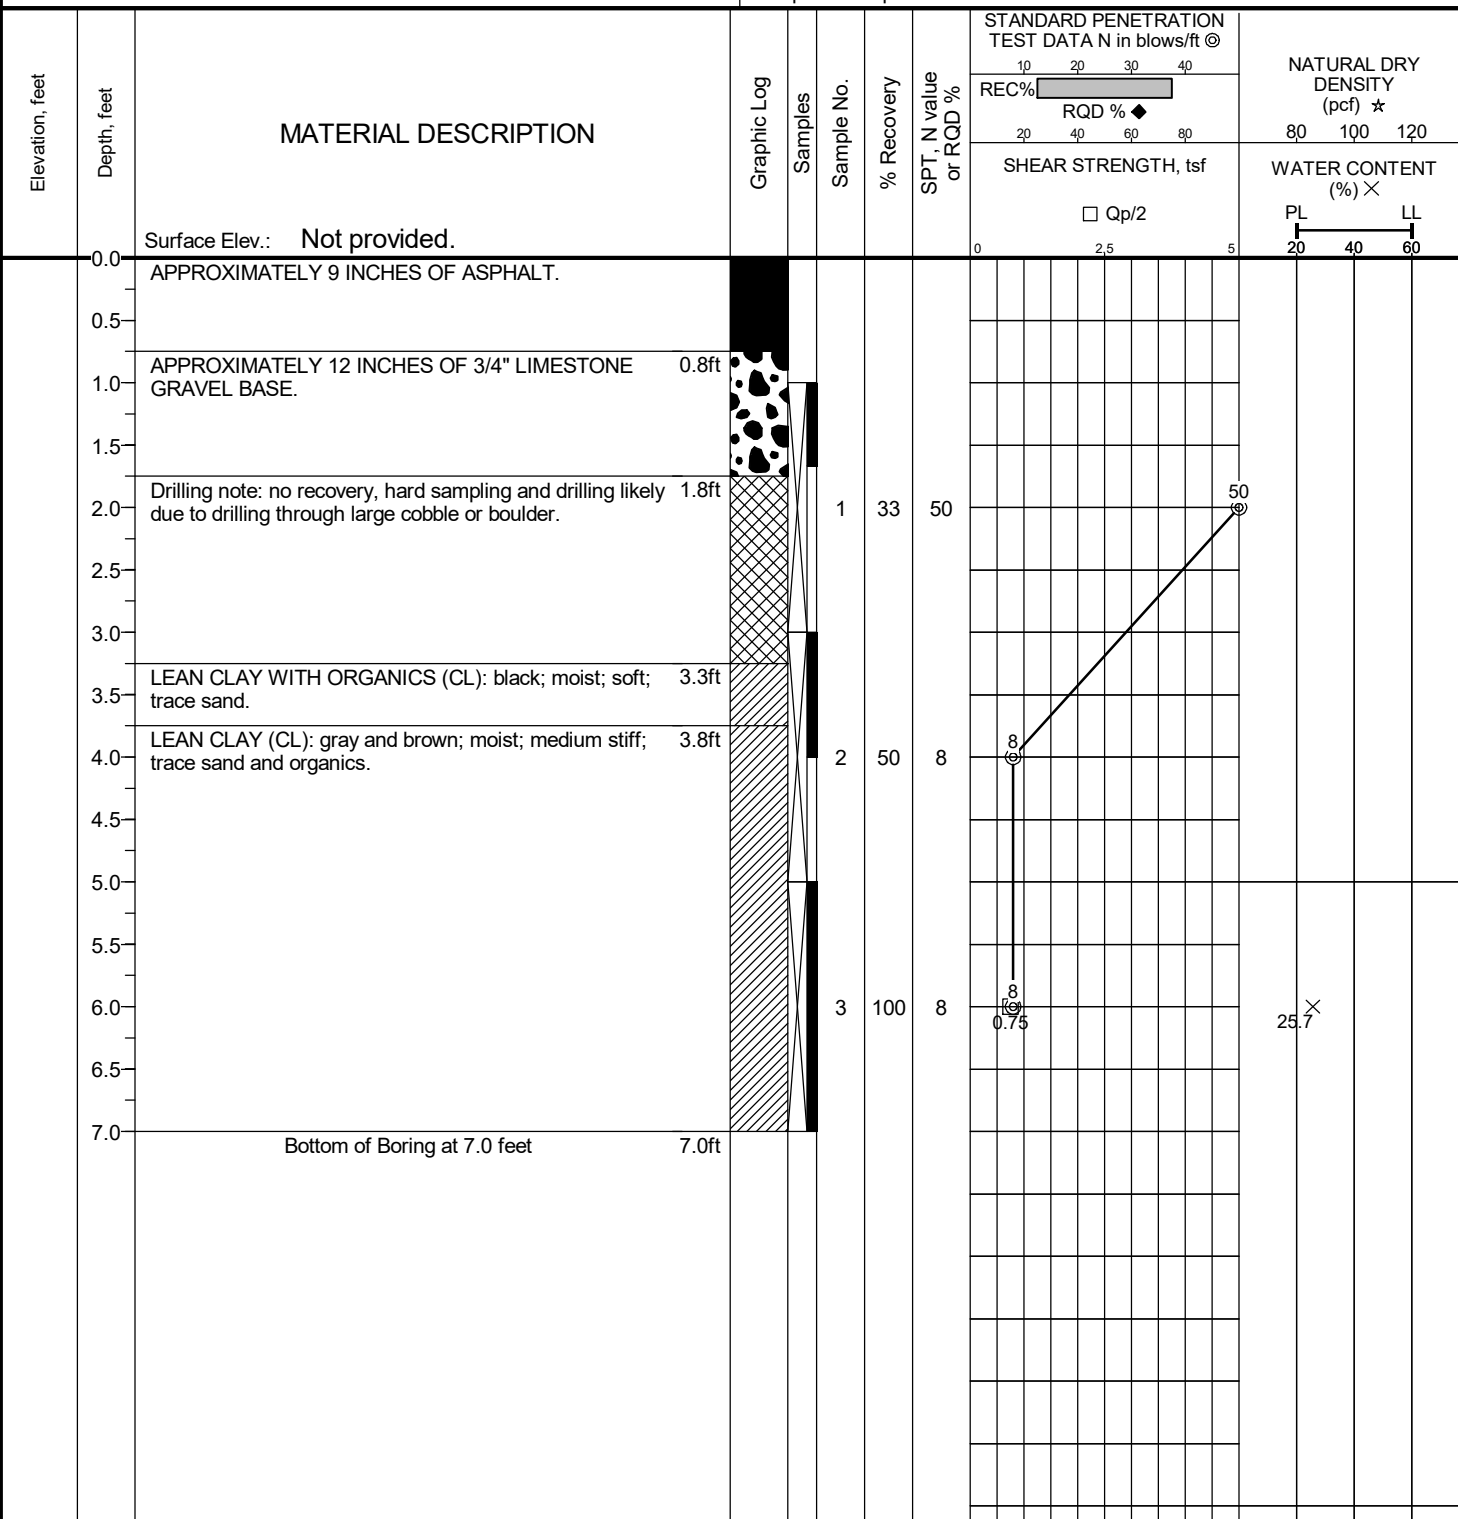 STANDARD PENETRATION
TEST DATA N in blows/ft
10 20 30 40
REC%
RQD %
20 40 60 80
SHEAR STRENGTH, tsf
Qp/2
0 2.5 5
NATURAL DRY
DENSITY
(pcf)
80 100 120
WATER CONTENT
(%)
PL LL
20 40 60
Elevation, feet
Depth, feet
MATERIAL DESCRIPTION
Graphic Log
Samples
Sample No.
% Recovery
SPT, N value
or RQD %
Surface Elev.: Not provided.
0.0
APPROXIMATELY 9 INCHES OF ASPHALT.
0.5
APPROXIMATELY 12 INCHES OF 3/4" LIMESTONE 0.8ft
GRAVEL BASE.
1.0
1.5
Drilling note: no recovery, hard sampling and drilling likely 1.8ft
due to drilling through large cobble or boulder.
2.0 1 33 50 50
2.5
3.0
LEAN CLAY WITH ORGANICS (CL): black; moist; soft; 3.3ft
trace sand.
3.5
LEAN CLAY (CL): gray and brown; moist; medium stiff; 3.8ft
trace sand and organics.
4.0 2 50 8 8
4.5
5.0
5.5
6.0 3 100 8 8
0.75 25.7
6.5
7.0
Bottom of Boring at 7.0 feet 7.0ft